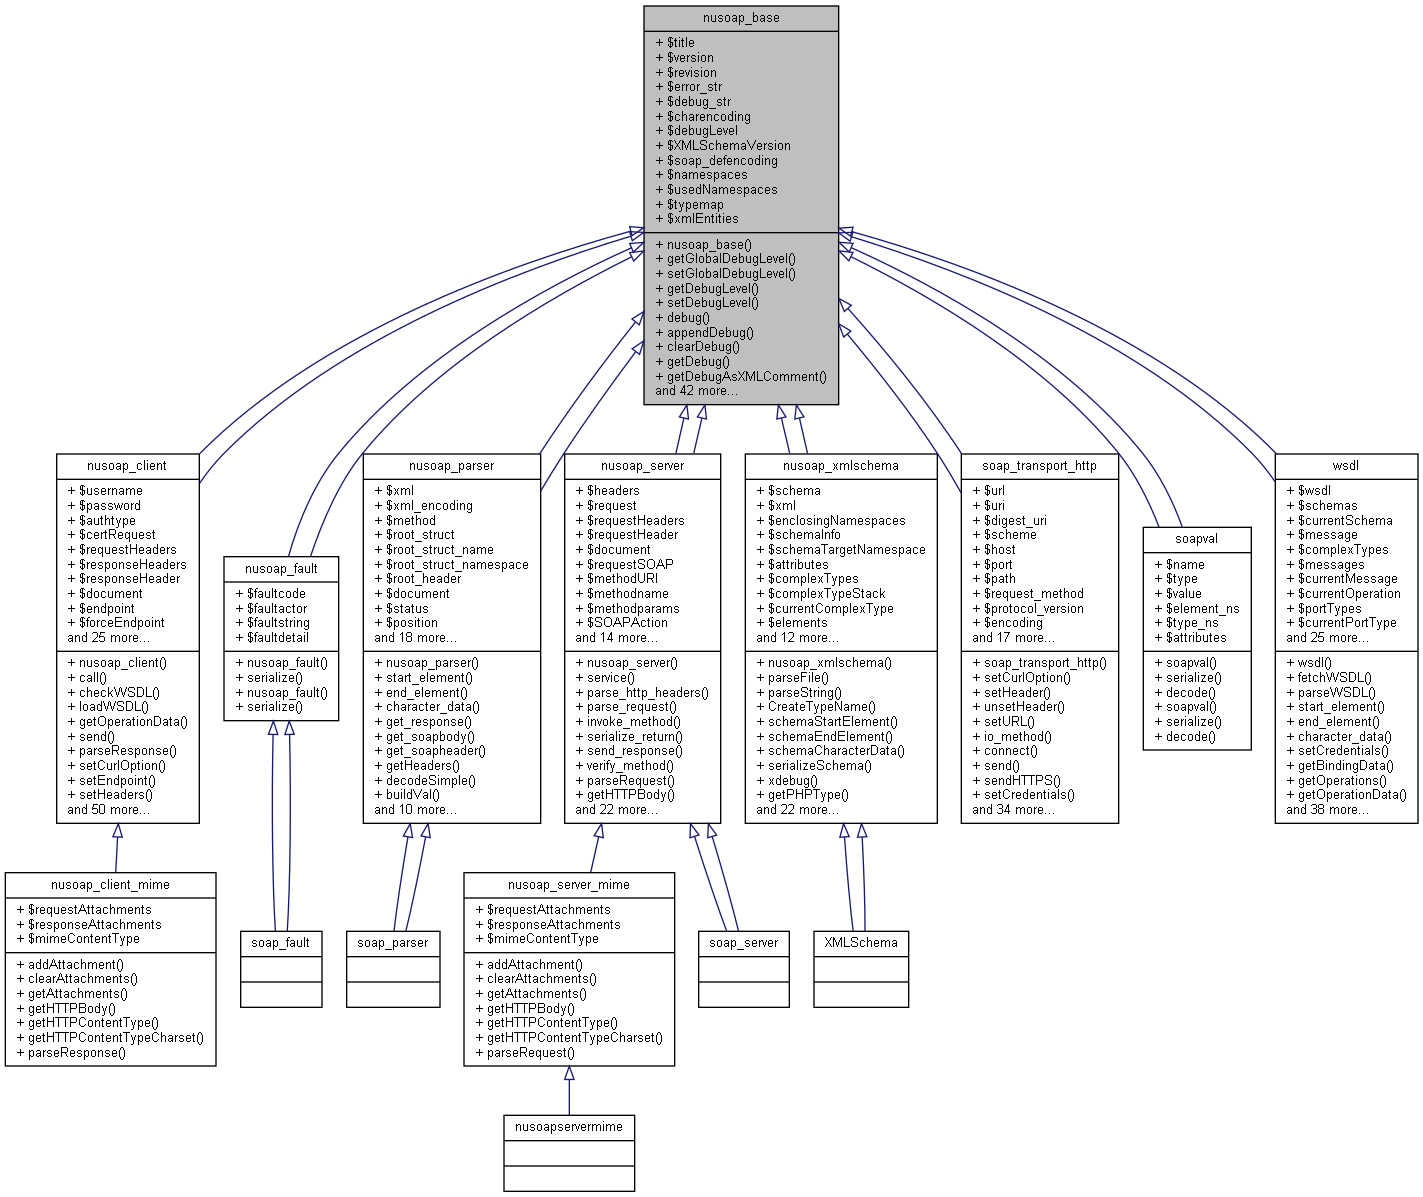 nusoap_base
+ $title
+ $version
+ $revision
+ $error_str
+ $debug_str
+ $charencoding
+ $debugLevel
+ $XMLSchemaVersion
+ $soap_defencoding
+ $namespaces
+ $usedNamespaces
+ $typemap
+ $xmlEntities
+ nusoap_base()
+ getGlobalDebugLevel()
+ setGlobalDebugLevel()
+ getDebugLevel()
+ setDebugLevel()
+ debug()
+ appendDebug()
+ clearDebug()
+ getDebug()
+ getDebugAsXMLComment()
and 42 more...
nusoap_client
+ $username
+ $password
+ $authtype
+ $certRequest
+ $requestHeaders
+ $responseHeaders
+ $responseHeader
+ $document
+ $endpoint
+ $forceEndpoint
and 25 more...
+ nusoap_client()
+ call()
+ checkWSDL()
+ loadWSDL()
+ getOperationData()
+ send()
+ parseResponse()
+ setCurlOption()
+ setEndpoint()
+ setHeaders()
and 50 more...
nusoap_fault
+ $faultcode
+ $faultactor
+ $faultstring
+ $faultdetail
+ nusoap_fault()
+ serialize()
+ nusoap_fault()
+ serialize()
nusoap_parser
+ $xml
+ $xml_encoding
+ $method
+ $root_struct
+ $root_struct_name
+ $root_struct_namespace
+ $root_header
+ $document
+ $status
+ $position
and 18 more...
+ nusoap_parser()
+ start_element()
+ end_element()
+ character_data()
+ get_response()
+ get_soapbody()
+ get_soapheader()
+ getHeaders()
+ decodeSimple()
+ buildVal()
and 10 more...
nusoap_server
+ $headers
+ $request
+ $requestHeaders
+ $requestHeader
+ $document
+ $requestSOAP
+ $methodURI
+ $methodname
+ $methodparams
+ $SOAPAction
and 14 more...
+ nusoap_server()
+ service()
+ parse_http_headers()
+ parse_request()
+ invoke_method()
+ serialize_return()
+ send_response()
+ verify_method()
+ parseRequest()
+ getHTTPBody()
and 22 more...
nusoap_xmlschema
+ $schema
+ $xml
+ $enclosingNamespaces
+ $schemaInfo
+ $schemaTargetNamespace
+ $attributes
+ $complexTypes
+ $complexTypeStack
+ $currentComplexType
+ $elements
and 12 more...
+ nusoap_xmlschema()
+ parseFile()
+ parseString()
+ CreateTypeName()
+ schemaStartElement()
+ schemaEndElement()
+ schemaCharacterData()
+ serializeSchema()
+ xdebug()
+ getPHPType()
and 22 more...
soap_transport_http
+ $url
+ $uri
+ $digest_uri
+ $scheme
+ $host
+ $port
+ $path
+ $request_method
+ $protocol_version
+ $encoding
and 17 more...
+ soap_transport_http()
+ setCurlOption()
+ setHeader()
+ unsetHeader()
+ setURL()
+ io_method()
+ connect()
+ send()
+ sendHTTPS()
+ setCredentials()
and 34 more...
soapval
+ $name
+ $type
+ $value
+ $element_ns
+ $type_ns
+ $attributes
+ soapval()
+ serialize()
+ decode()
+ soapval()
+ serialize()
+ decode()
wsdl
+ $wsdl
+ $schemas
+ $currentSchema
+ $message
+ $complexTypes
+ $messages
+ $currentMessage
+ $currentOperation
+ $portTypes
+ $currentPortType
and 25 more...
+ wsdl()
+ fetchWSDL()
+ parseWSDL()
+ start_element()
+ end_element()
+ character_data()
+ setCredentials()
+ getBindingData()
+ getOperations()
+ getOperationData()
and 38 more...
nusoap_client_mime
+ $requestAttachments
+ $responseAttachments
+ $mimeContentType
+ addAttachment()
+ clearAttachments()
+ getAttachments()
+ getHTTPBody()
+ getHTTPContentType()
+ getHTTPContentTypeCharset()
+ parseResponse()
soap_fault
soap_parser
nusoap_server_mime
+ $requestAttachments
+ $responseAttachments
+ $mimeContentType
+ addAttachment()
+ clearAttachments()
+ getAttachments()
+ getHTTPBody()
+ getHTTPContentType()
+ getHTTPContentTypeCharset()
+ parseRequest()
soap_server
XMLSchema
nusoapservermime